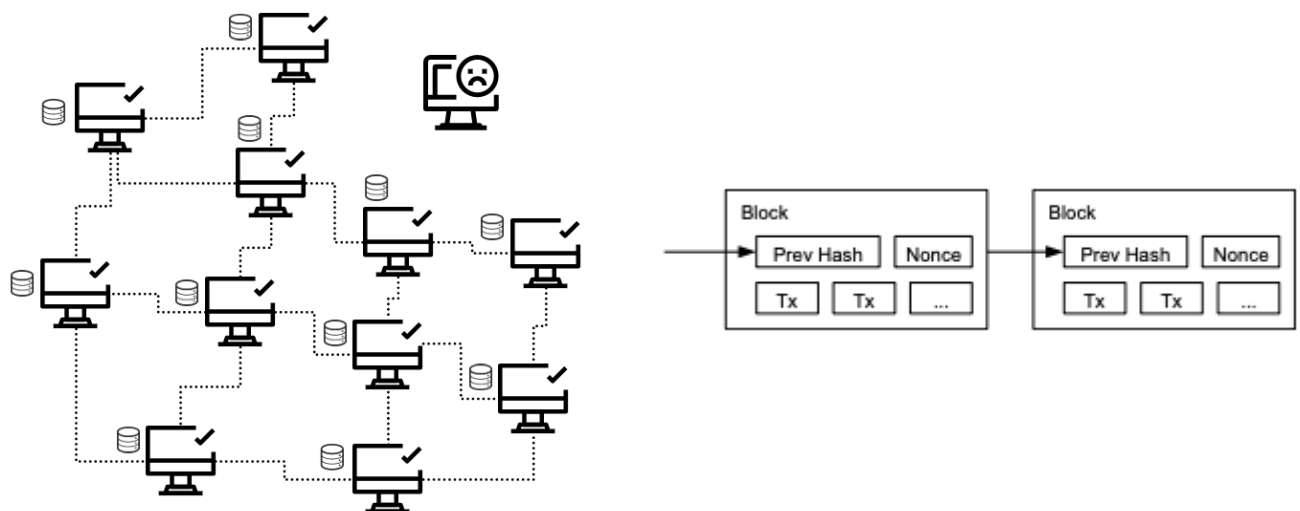 Block
Prev Hash Nonce
Tx Tx ...
Block
Prev Hash Nonce
Tx Tx ...